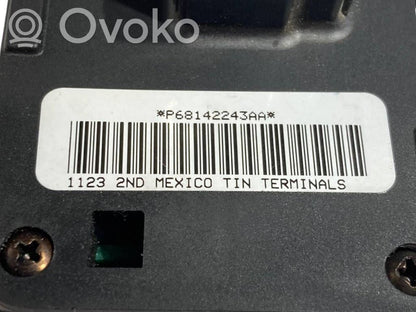 Ovoko
*P68142243AA*
1123 2ND MEXICO TIN TERMINALS